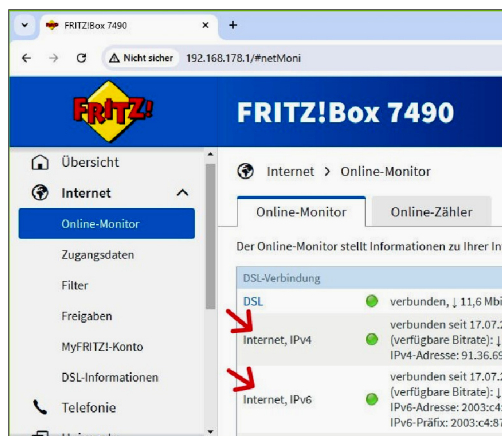 FRITZ!Box 7490
Nicht sicher 192.168.178.1/#netMoni
FRITZ!
FRITZ!Box 7490
Übersicht
Internet
Online-Monitor
Zugangsdaten
Filter
Freigaben
MyFRITZ!-Konto
DSL-Informationen
Telefonie
Internet > Online-Monitor
Online-Monitor Online-Zähler
Der Online-Monitor stellt Informationen zu Ihrer In
DSL-Verbindung
DSL verbunden, ↓ 11,6 Mbi
Internet, IPv4 verbunden seit 17.07.2
(verfügbare Bitrate): ↓
IPv4-Adresse: 91.36.69
Internet, IPv6 verbunden seit 17.07.2
(verfügbare Bitrate): ↓
IPv6-Adresse: 2003:c4:
IPv6-Präfix: 2003:c4:87